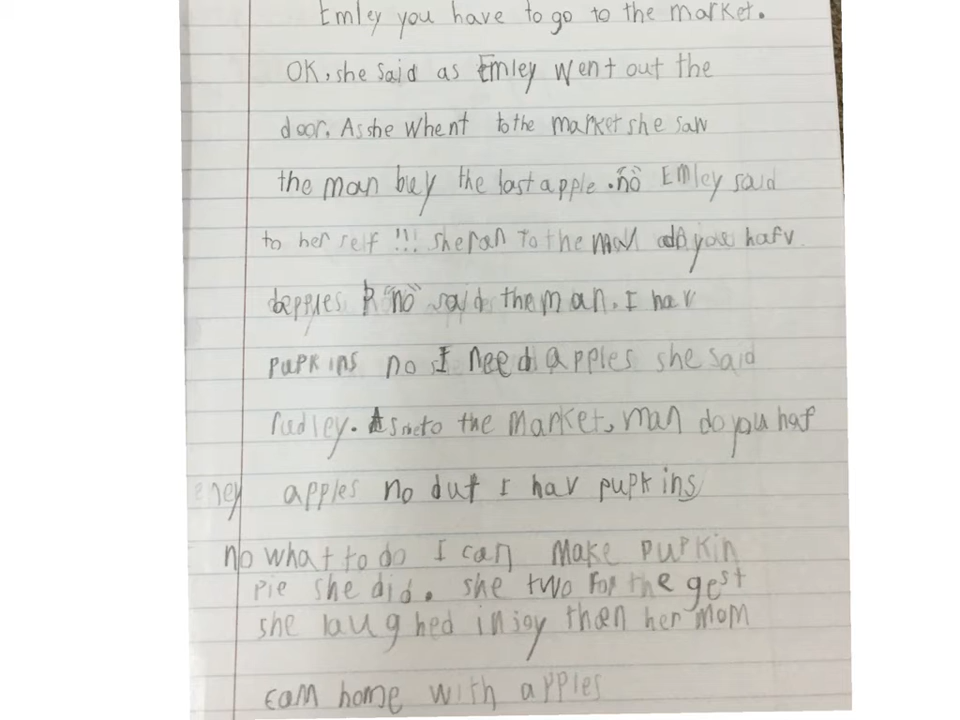 Emley you have to go to the market.
OK, she said as Emley went out the
door. As she whent to the market she saw
the man buy the last apple. "no" Emley said
to her self !!! she ran to the man do you hafv
apples "no" said the man. I hav
pupkins no I need apples she said
rudley. to the market, man do you haf
eney apples no dut I hav pupkins
no what to do I can make pupkin
pie she did. she two for the gest
she laughed in joy then her mom
cam home with apples